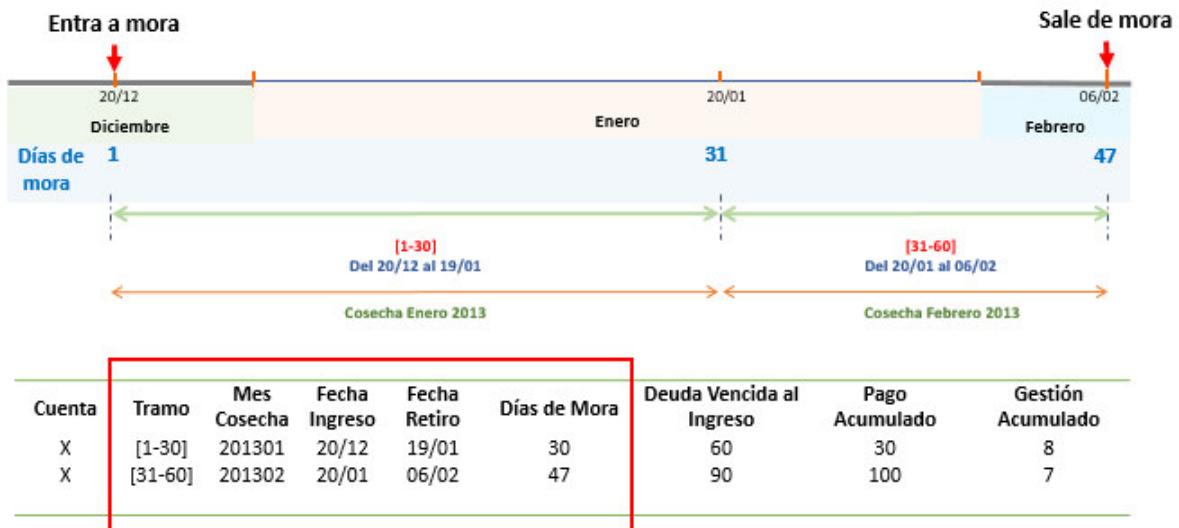 Entra a mora
Sale de mora
20/12
20/01
06/02
Diciembre
Enero
Febrero
Días de mora
1
31
47
[1-30]
Del 20/12 al 19/01
[31-60]
Del 20/01 al 06/02
Cosecha Enero 2013
Cosecha Febrero 2013
Cuenta Tramo Mes Cosecha Fecha Ingreso Fecha Retiro Días de Mora Deuda Vencida al Ingreso Pago Acumulado Gestión Acumulado
X [1-30] 201301 20/12 19/01 30 60 30 8
X [31-60] 201302 20/01 06/02 47 90 100 7